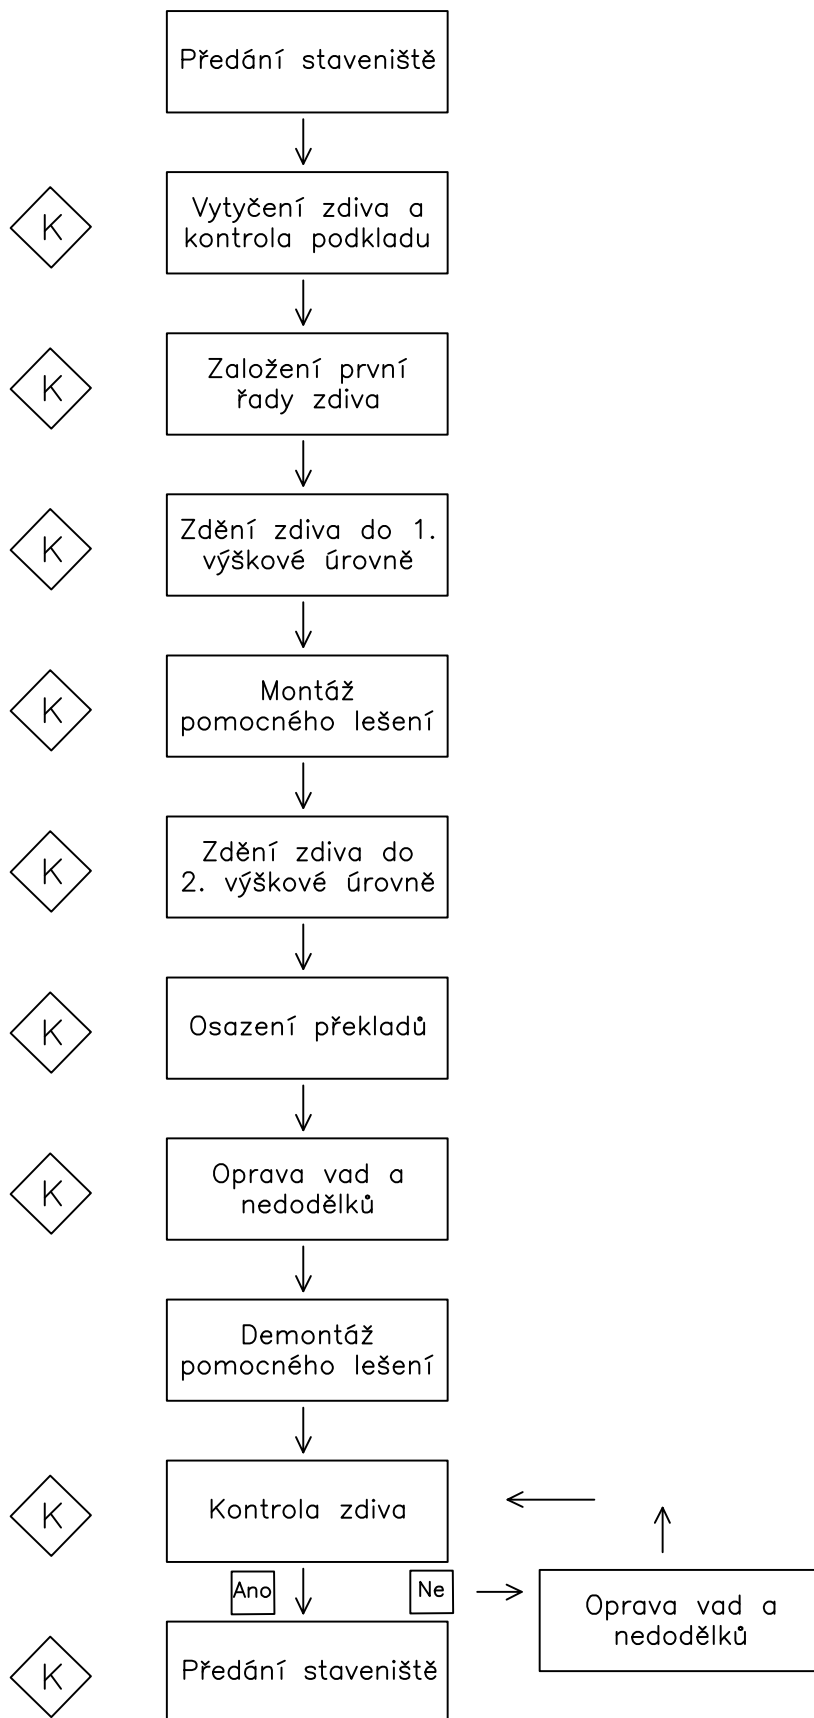 Předání staveniště
K
Vytyčení zdiva a
kontrola podkladu
K
Založení první
řady zdiva
K
Zdění zdiva do 1.
výškové úrovně
K
Montáž
pomocného lešení
K
Zdění zdiva do
2. výškové úrovně
K
Osazení překladů
K
Oprava vad a
nedodělků
Demontáž
pomocného lešení
K
Kontrola zdiva
Ano
Ne
Oprava vad a
nedodělků
K
Předání staveniště